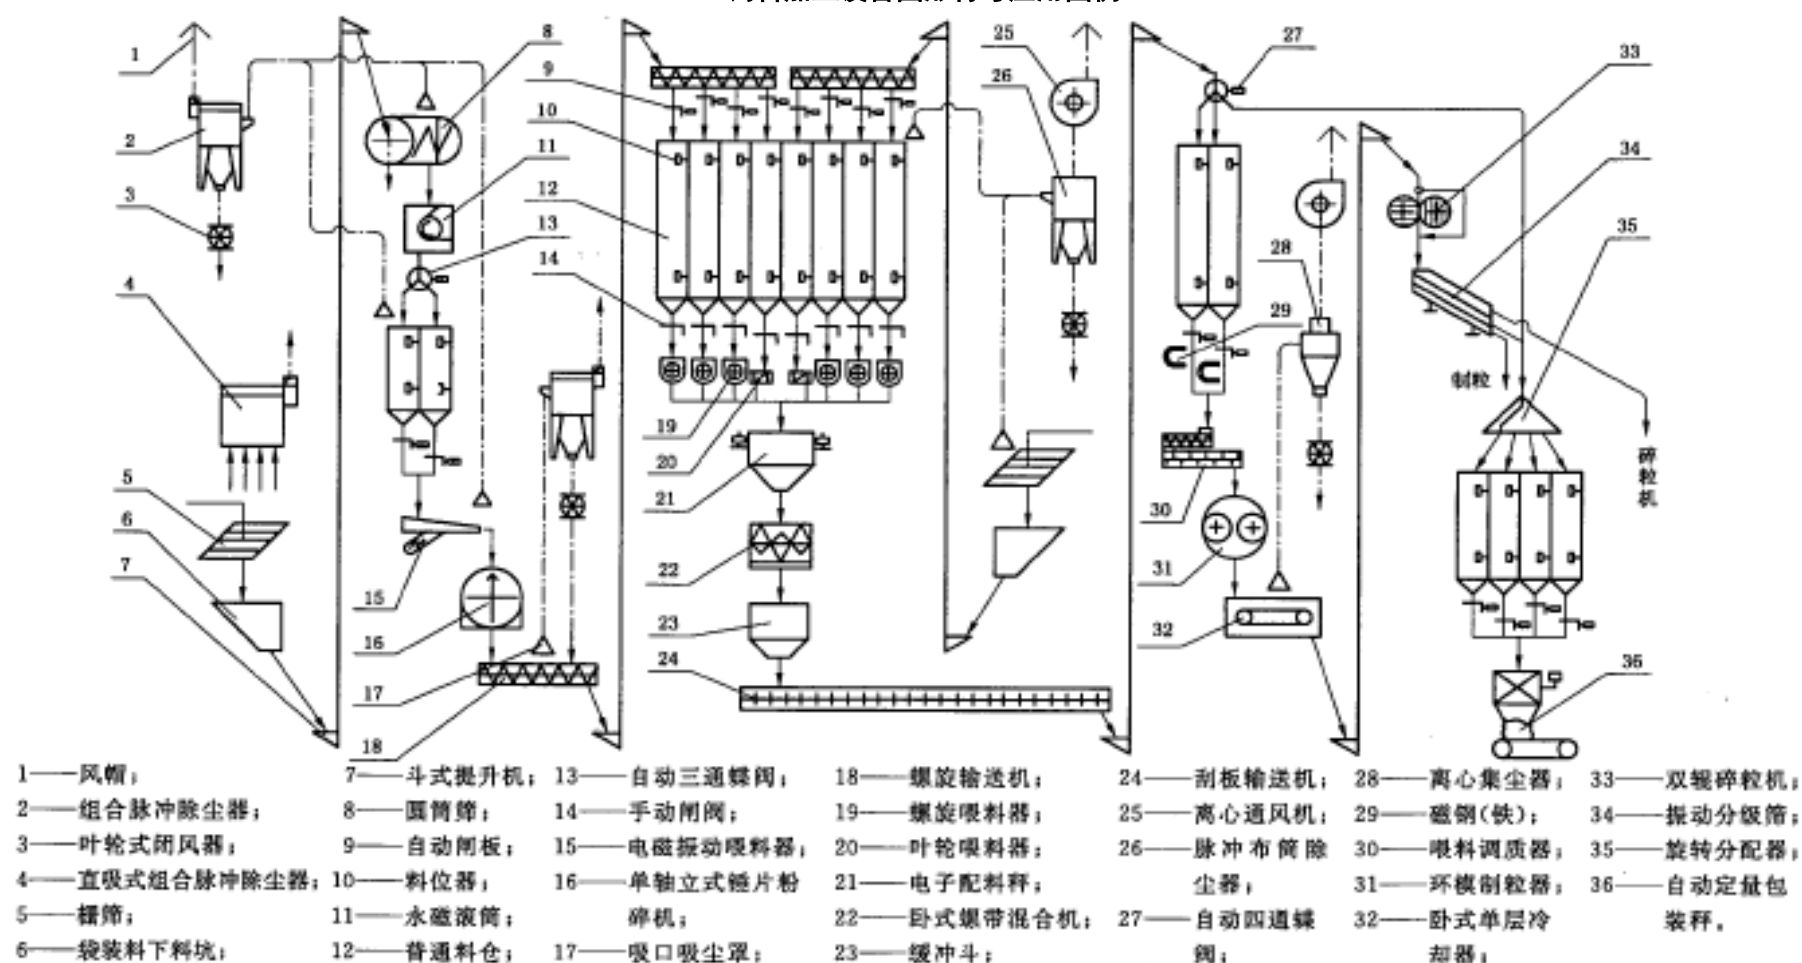 1
2
3
4
5
6
7
8
9
10
11
12
13
14
15
16
17
18
19
20
21
22
23
24
25
26
27
28
29
30
31
32
33
34
35
36
制粒
碎粒机
1——风帽;
2——组合脉冲除尘器;
3——叶轮式闭风器;
4——直吸式组合脉冲除尘器;
5——栅筛;
6——袋装料下料坑;
7——斗式提升机;
8——圆筒筛;
9——自动闸板;
10——料位器;
11——永磁滚筒;
12——普通料仓;
13——自动三通蝶阀;
14——手动闸阀;
15——电磁振动喂料器;
16——单轴立式锤片粉
碎机;
17——吸口吸尘罩;
18——螺旋输送机;
19——螺旋喂料器;
20——叶轮喂料器;
21——电子配料秤;
22——卧式螺带混合机;
23——缓冲斗;
24——刮板输送机;
25——离心通风机;
26——脉冲布筒除
尘器;
27——自动四通蝶
阀;
28——离心集尘器;
29——磁钢(铁);
30——喂料调质器;
31——环模制粒器;
32——卧式单层冷
却器;
33——双辊碎粒机;
34——振动分级筛;
35——旋转分配器;
36——自动定量包
装秤。